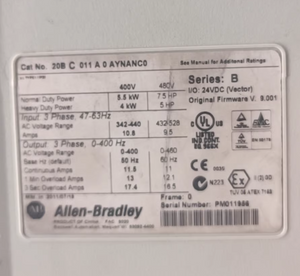 Cat No. 20B C 011 A 0 AYNANC0
See Manual for Additional Ratings
400V 480V
Normal Duty Power 5.5 kW 7.5 HP
Heavy Duty Power 4 kW 5 HP
Series: B
I/O: 24VDC (Vector)
Original Firmware V. 9.001
Input 3 Phase, 47-63Hz
AC Voltage Range 342-440 432-528
Amps 10.8 9.5
Output 3 Phase, 0-400 Hz
AC Voltage Range 0-400 0-460
Base Hz (default) 50 Hz 60 Hz
Continuous Amps 11.5 11
1 Min Overload Amps 13 12.1
3 Sec Overload Amps 17.4 16.5
UL
LISTED
CE
N223
Ex
Allen-Bradley
Frame: 0
Serial Number: